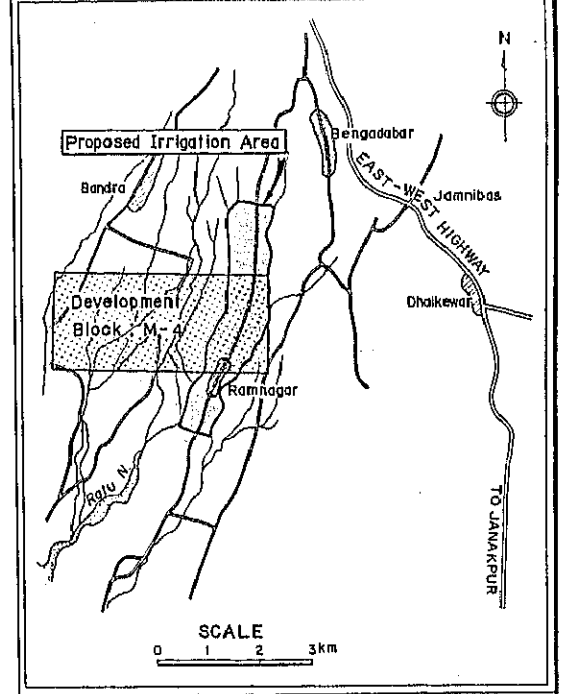 N
Bengadabar
Proposed Irrigation Area
Bandra
EAST-WEST HIGHWAY
Jamnibas
Dhalkewar
Development
Block : M-4
Ramnagar
Ratu N.
TO JANAKPUR
SCALE
0 1 2 3km